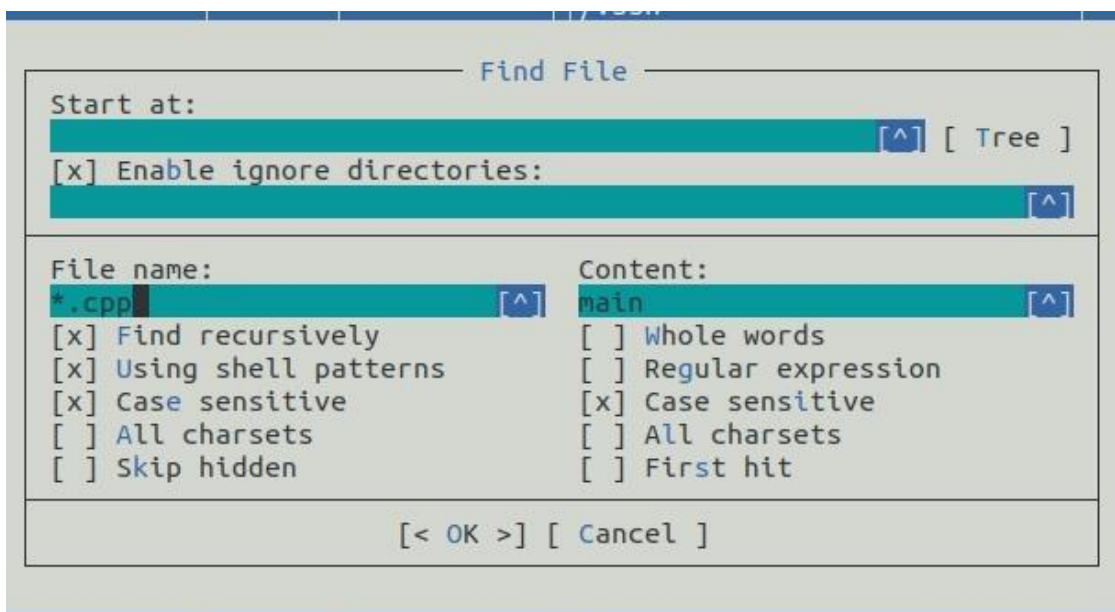 Find File
Start at:
[^] [ Tree ]
[x] Enable ignore directories:
[^]
File name:
*.cpp [^]
[x] Find recursively
[x] Using shell patterns
[x] Case sensitive
[ ] All charsets
[ ] Skip hidden
Content:
main [^]
[ ] Whole words
[ ] Regular expression
[x] Case sensitive
[ ] All charsets
[ ] First hit
[< OK >] [ Cancel ]